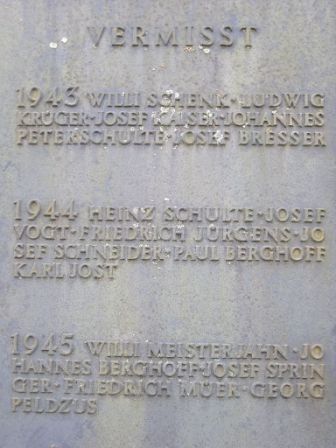 VERMISST
1943 WILLI SCHENK·LUDWIG
KRÜGER·JOSEF KAISER·JOHANNES
PETERSCHULTE·JOSEF BRESSER
1944 HEINZ SCHULTE·JOSEF
VOGT·FRIEDRICH JÜRGENS·JO
SEF SCHNEIDER·PAUL BERGHOFF
KARL JOST
1945 WILLI MEISTERJAHN·JO
HANNES BERGHOFF·JOSEF SPRIN
GER·FRIEDRICH MÜER·GEORG
PELDZUS